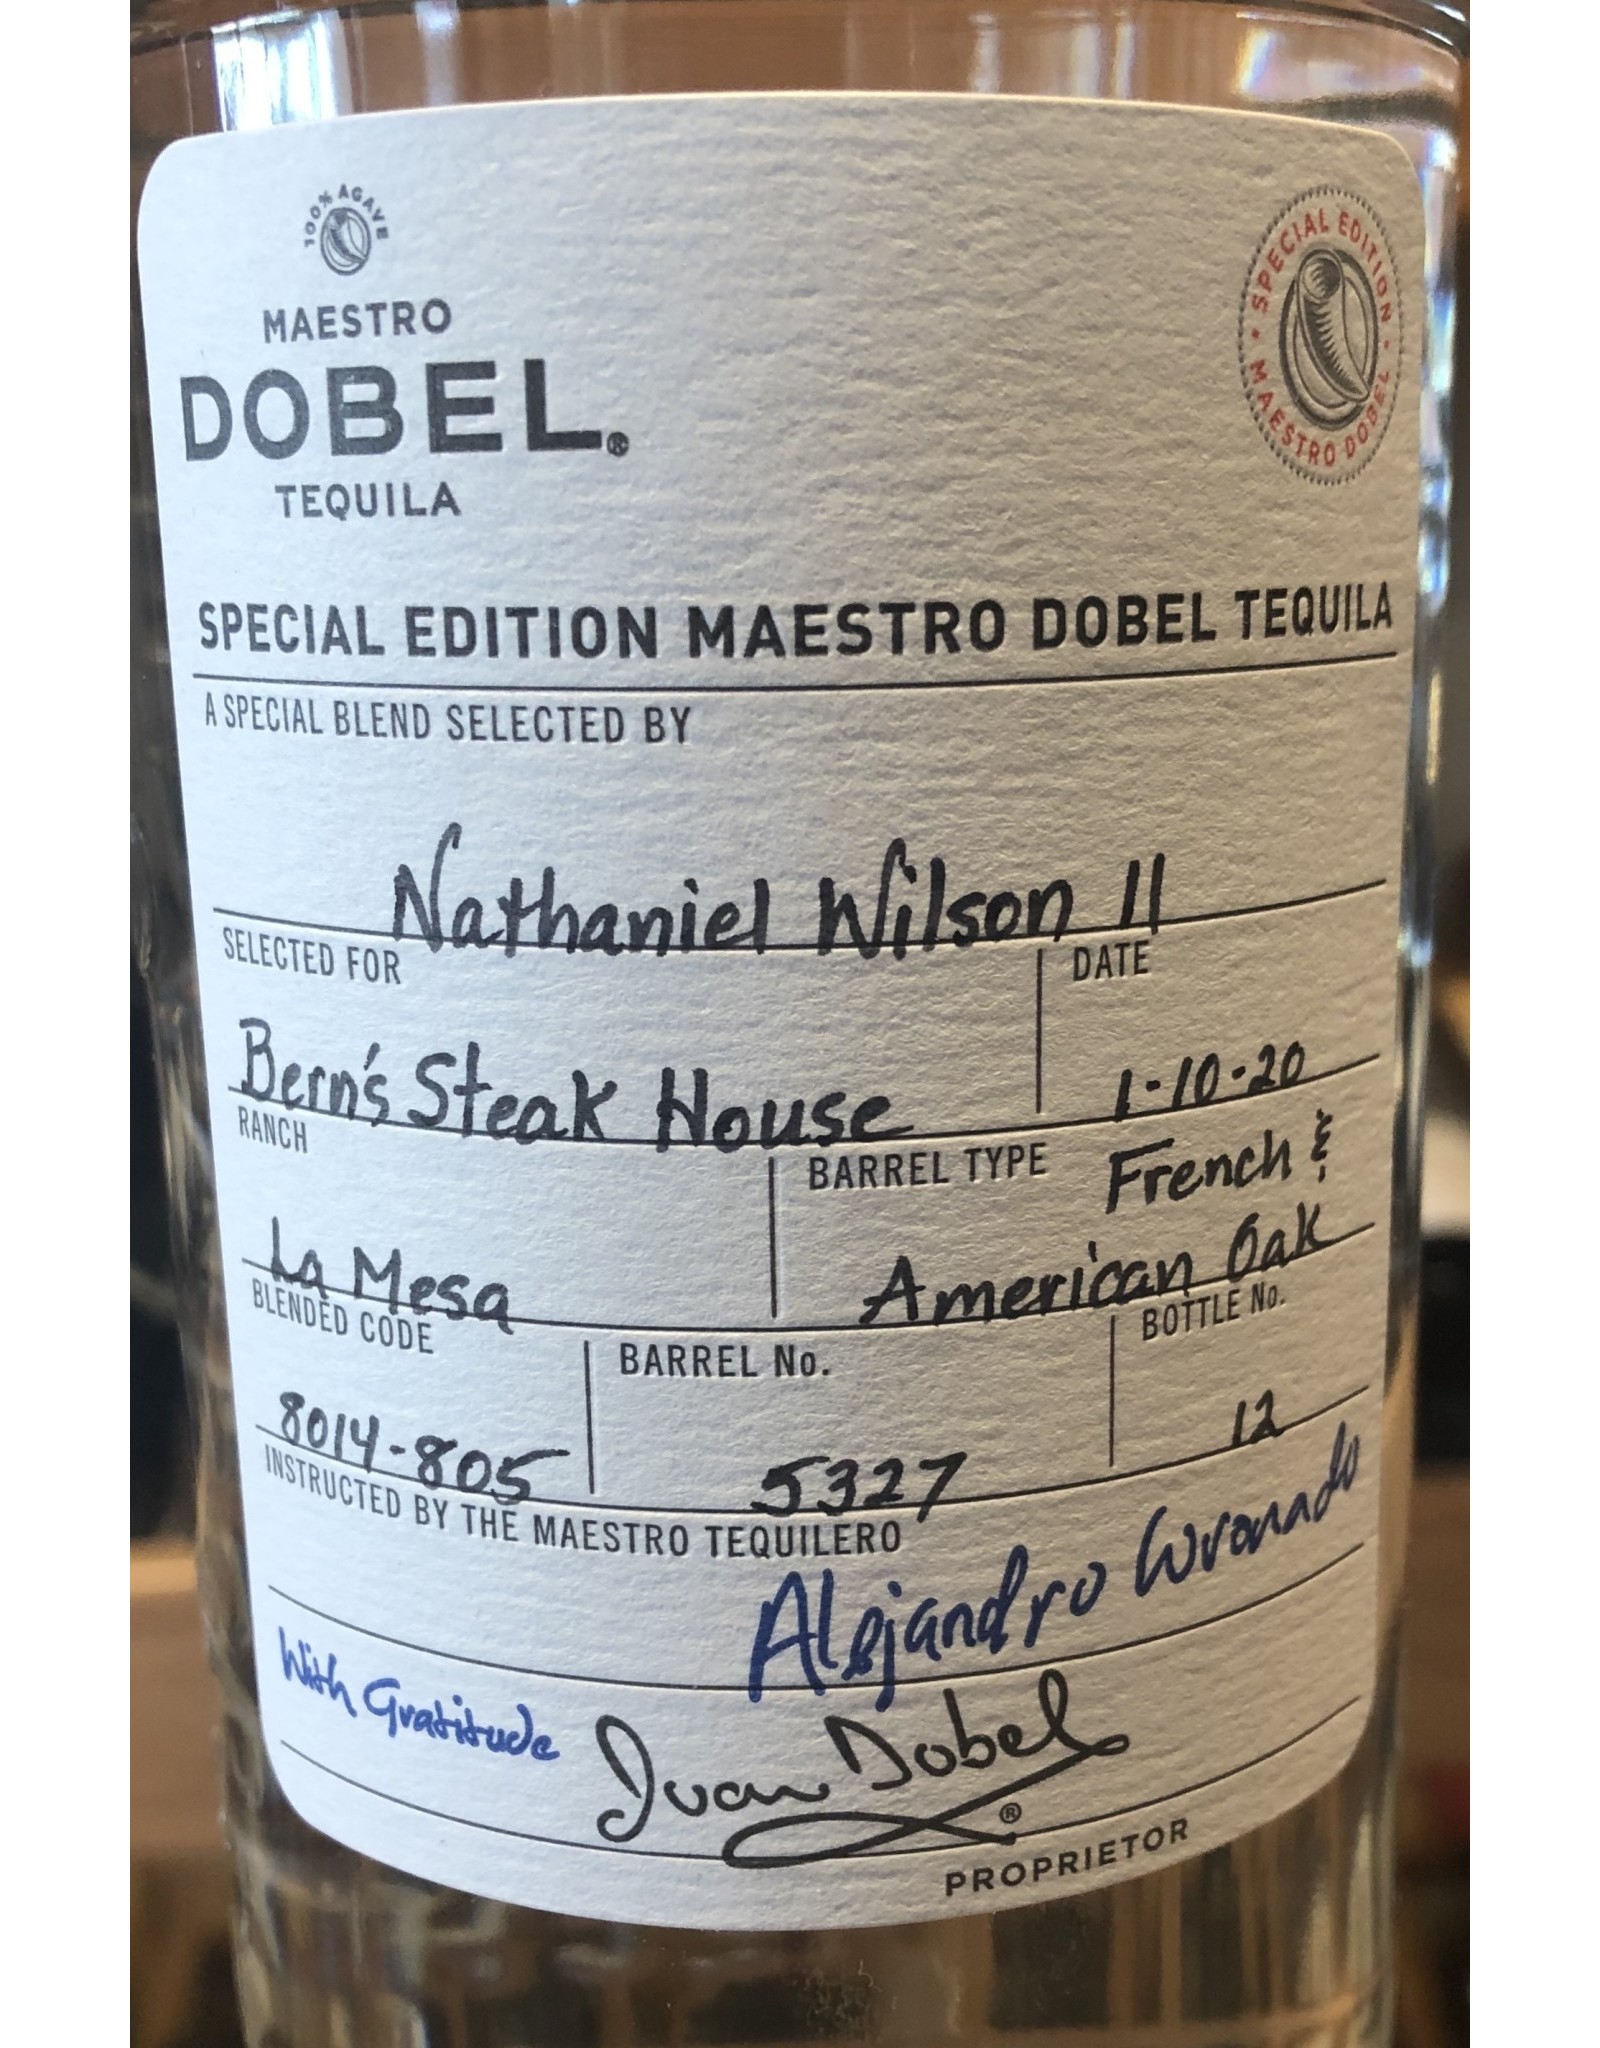 100% AGAVE
MAESTRO
DOBEL®
TEQUILA
· SPECIAL EDITION ·
MAESTRO DOBEL
SPECIAL EDITION MAESTRO DOBEL TEQUILA
A SPECIAL BLEND SELECTED BY
Nathaniel Wilson II
SELECTED FOR
Bern's Steak House
DATE
1-10-20
RANCH
La Mesa
BARREL TYPE
French &
American Oak
BLENDED CODE
8014-805
BARREL No.
5327
BOTTLE No.
12
INSTRUCTED BY THE MAESTRO TEQUILERO
Alejandro Coronado
With Gratitude
Juan Dobel
®
PROPRIETOR